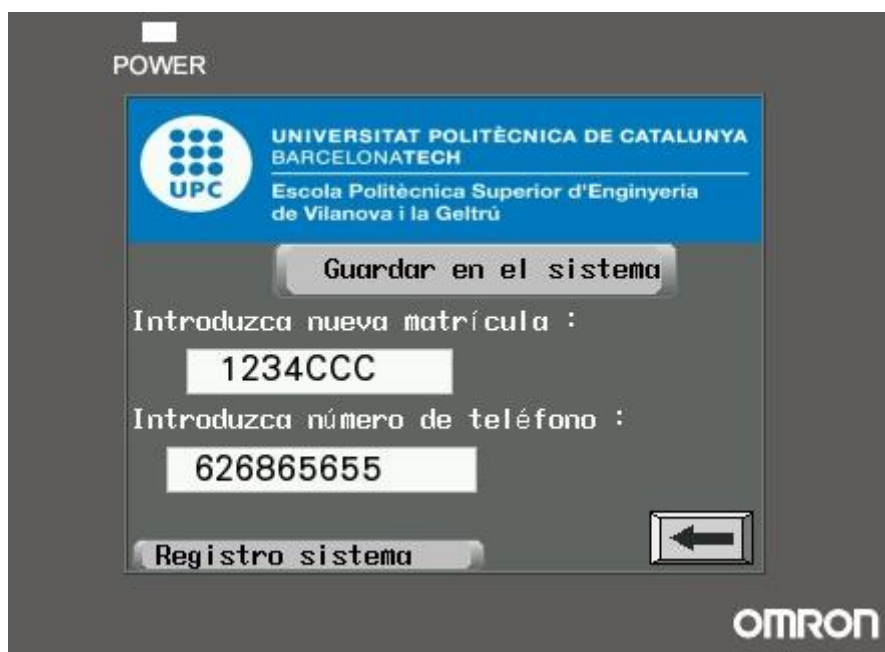 POWER
UPC
UNIVERSITAT POLITÈCNICA DE CATALUNYA
BARCELONATECH
Escola Politècnica Superior d'Enginyeria
de Vilanova i la Geltrú
Guardar en el sistema
Introduzca nueva matrícula :
1234CCC
Introduzca número de teléfono :
626865655
Registro sistema
OMRON